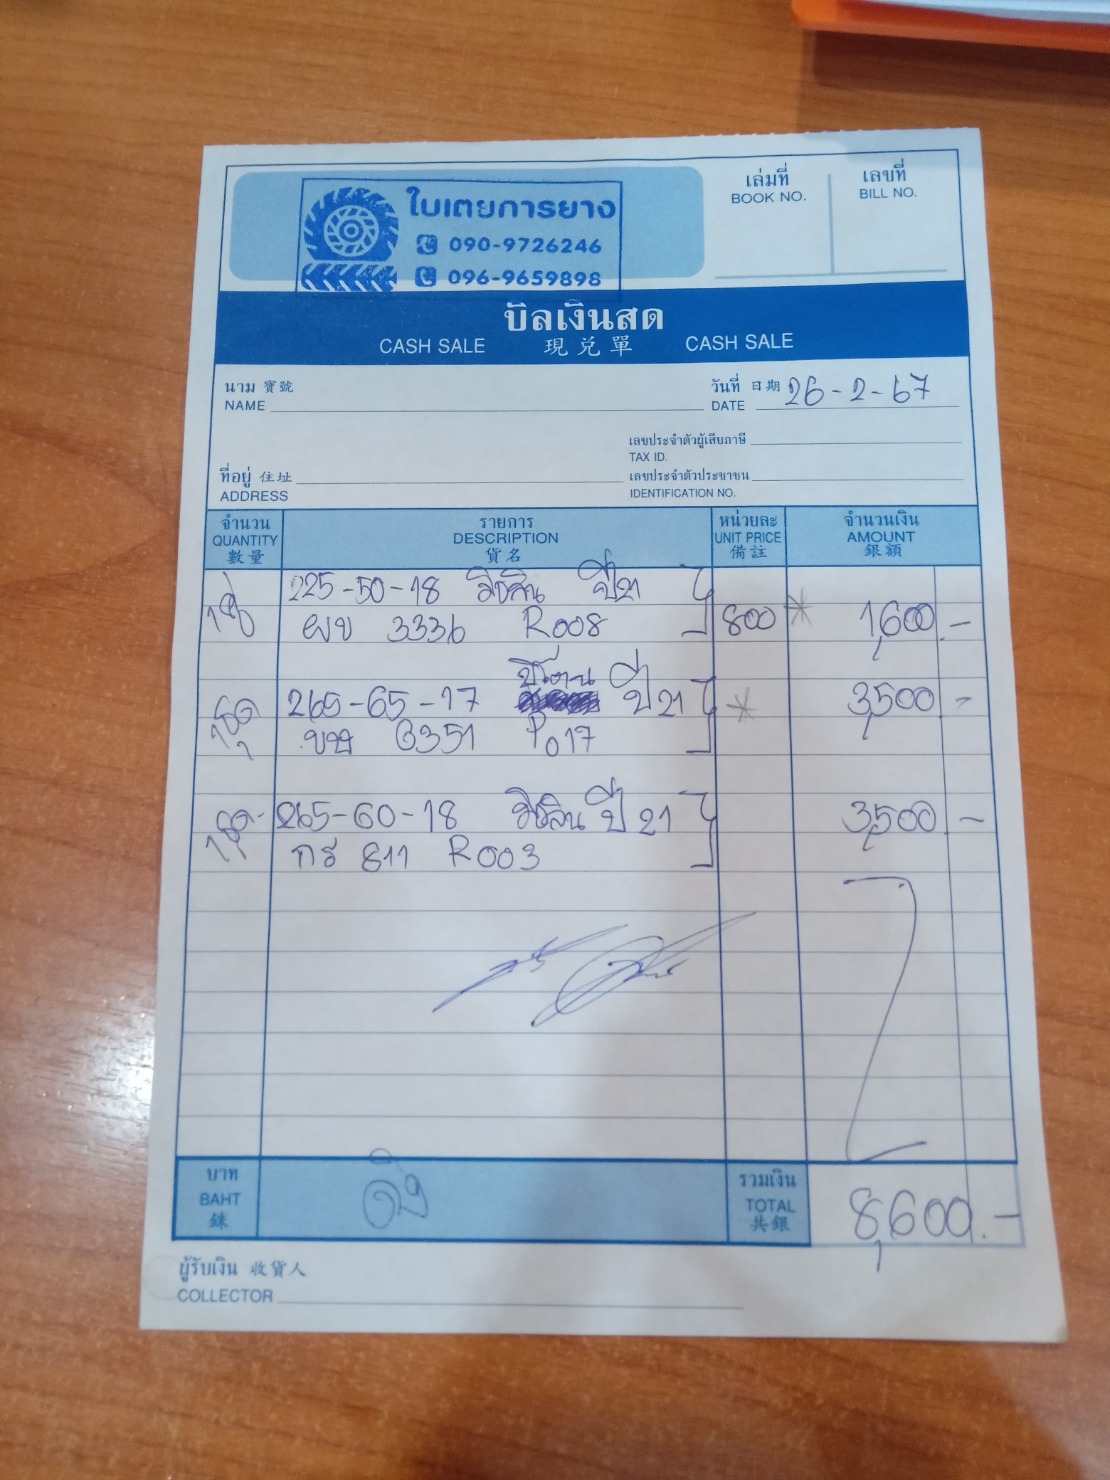 ใบเตยการยาง
090-9726246
096-9659898
เล่มที่
BOOK NO.
เลขที่
BILL NO.
บิลเงินสด
CASH SALE 現兌單 CASH SALE
นาม 寶號
NAME
วันที่ 日期 26-2-67
DATE
เลขประจำตัวผู้เสียภาษี
TAX ID.
ที่อยู่ 住址
ADDRESS
เลขประจำตัวประชาชน
IDENTIFICATION NO.
จำนวน
QUANTITY
數量
รายการ
DESCRIPTION
貨名
หน่วยละ
UNIT PRICE
備註
จำนวนเงิน
AMOUNT
銀額
225-50-18 มิชลิน ปี21
ผข 3336 R008 800 1,600.-
265-65-17 ปี 21 3,500 -
3351 P017
265-60-18 มิชลิน ปี 21 3,500 -
กร 811 R003
บาท
BAHT
銖
รวมเงิน
TOTAL
共銀
8,600.-
ผู้รับเงิน 收貨人
COLLECTOR